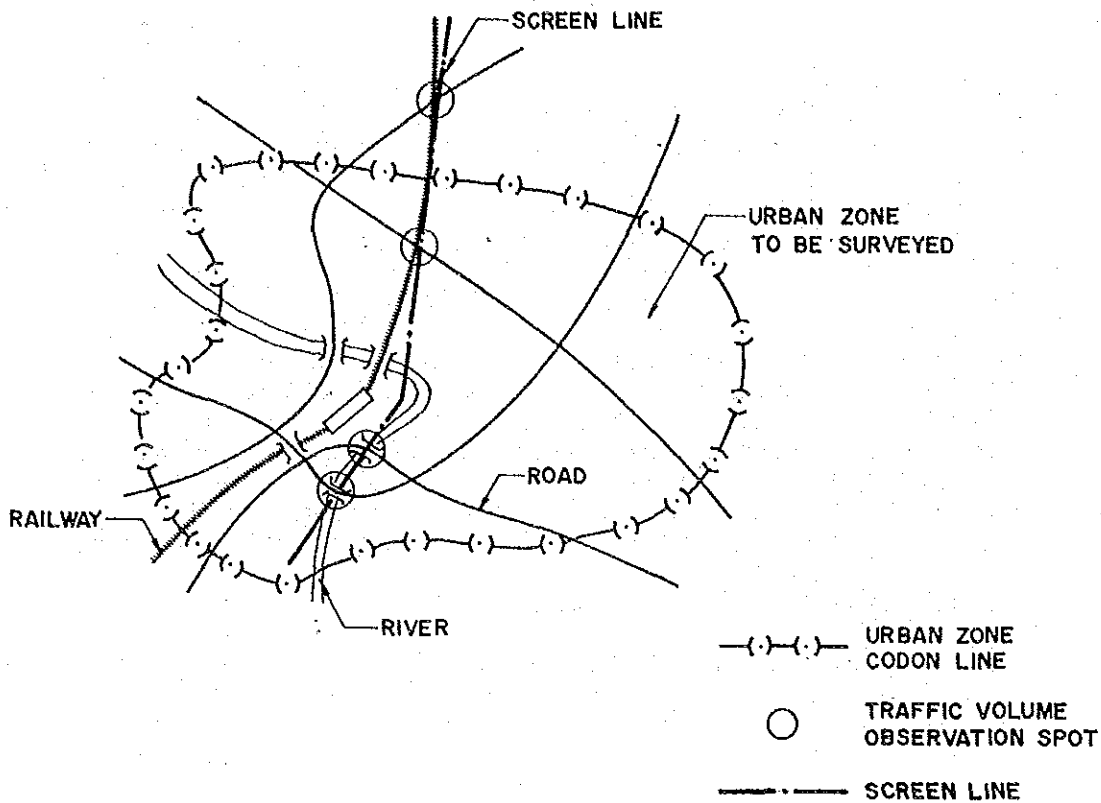 SCREEN LINE
URBAN ZONE
TO BE SURVEYED
ROAD
RAILWAY
RIVER
URBAN ZONE
CODON LINE
TRAFFIC VOLUME
OBSERVATION SPOT
SCREEN LINE